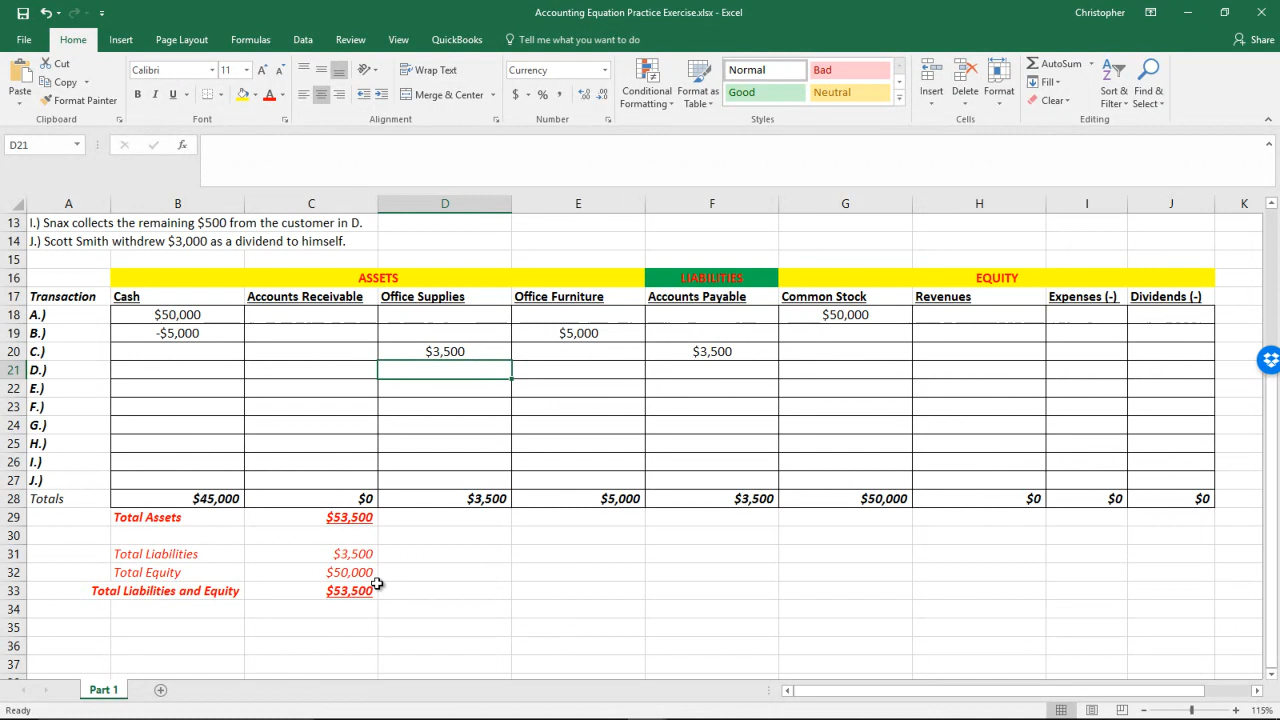 Accounting Equation Practice Exercise.xlsx - Excel
Christopher
File Home Insert Page Layout Formulas Data Review View QuickBooks Tell me what you want to do Share
Paste
Cut
Copy
Format Painter
Clipboard
Calibri 11
B I U
Font
Wrap Text
Merge & Center
Alignment
Currency
$ % ,
Number
Conditional Formatting
Format as Table
Normal Bad
Good Neutral
Styles
Insert Delete Format
Cells
AutoSum
Fill
Clear
Sort & Filter
Find & Select
Editing
D21 fx
A B C D E F G H I J K
13 I.) Snax collects the remaining $500 from the customer in D.
14 J.) Scott Smith withdrew $3,000 as a dividend to himself.
15
16 ASSETS LIABILITIES EQUITY
17 Transaction Cash Accounts Receivable Office Supplies Office Furniture Accounts Payable Common Stock Revenues Expenses (-) Dividends (-)
18 A.) $50,000 $50,000
19 B.) -$5,000 $5,000
20 C.) $3,500 $3,500
21 D.)
22 E.)
23 F.)
24 G.)
25 H.)
26 I.)
27 J.)
28 Totals $45,000 $0 $3,500 $5,000 $3,500 $50,000 $0 $0 $0
29 Total Assets $53,500
30
31 Total Liabilities $3,500
32 Total Equity $50,000
33 Total Liabilities and Equity $53,500
34
35
36
37
Part 1
Ready 115%